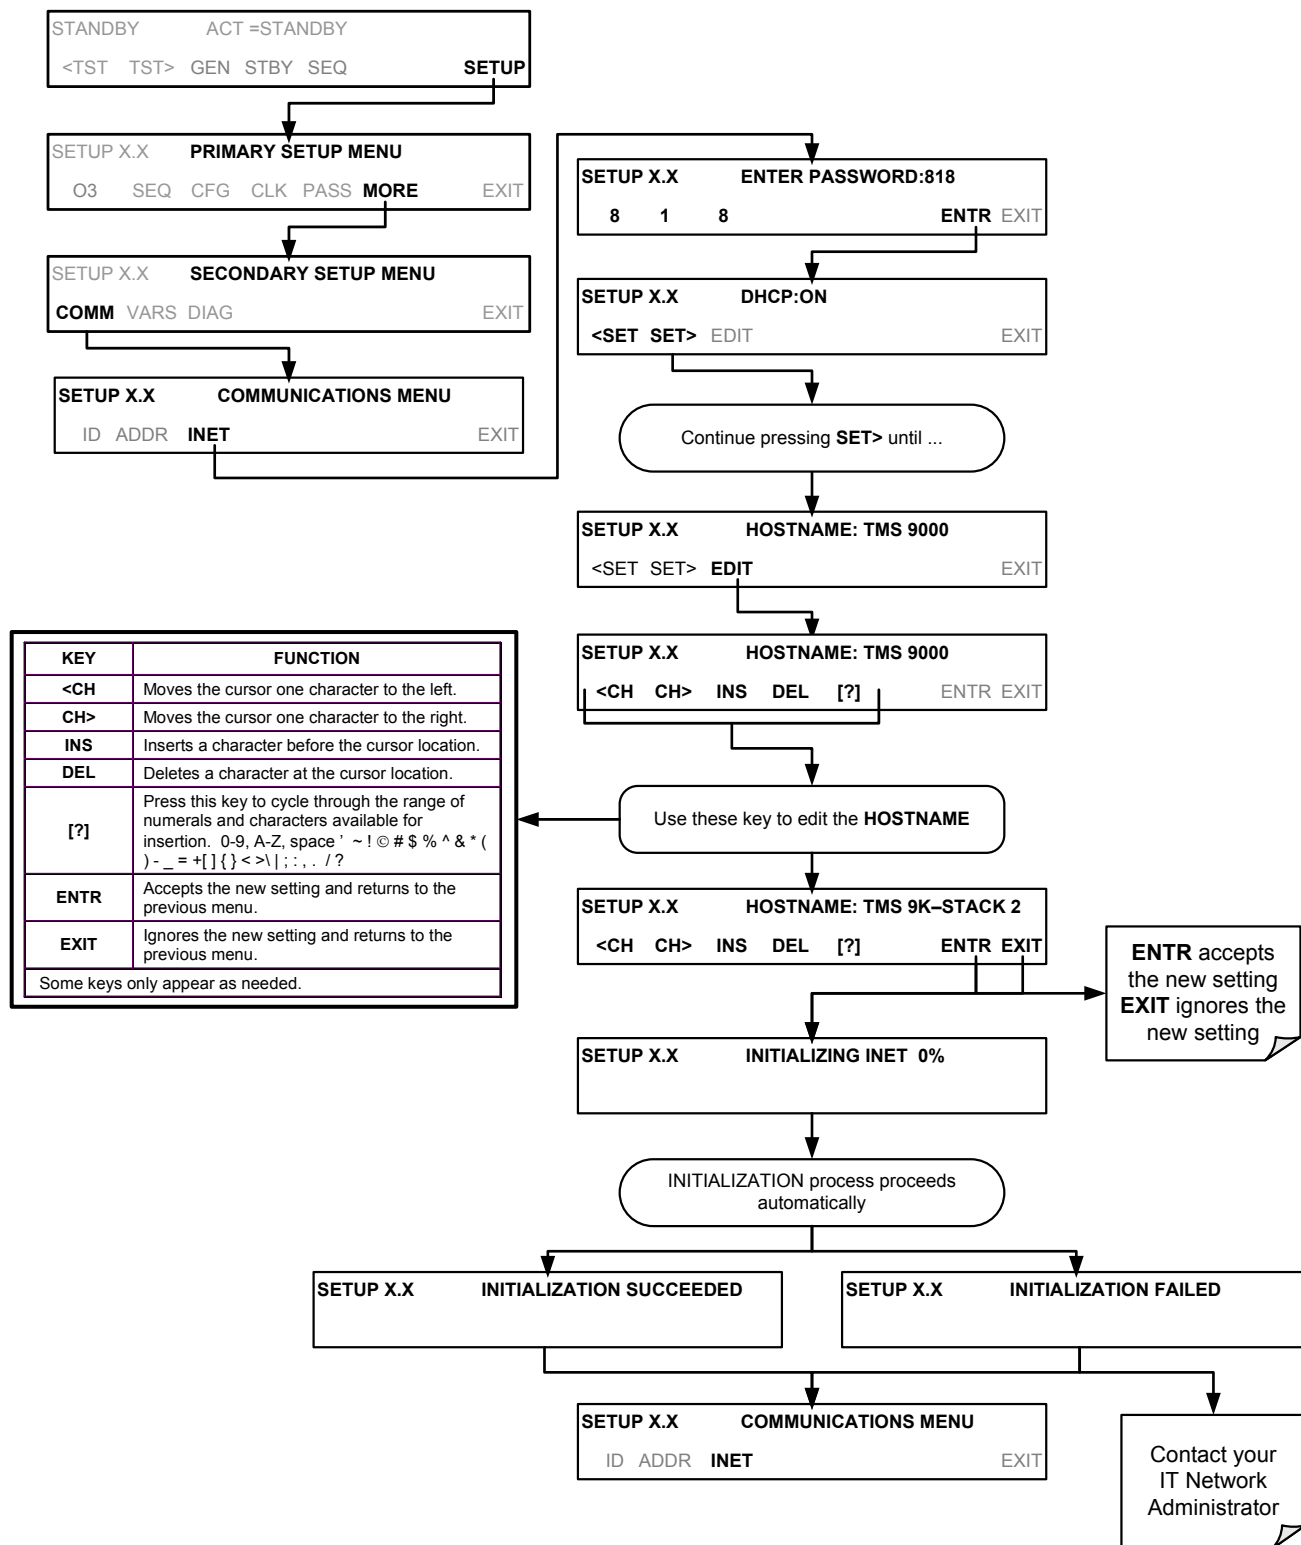 STANDBY ACT =STANDBY
<TST TST> GEN STBY SEQ SETUP
SETUP X.X PRIMARY SETUP MENU
O3 SEQ CFG CLK PASS MORE EXIT
SETUP X.X SECONDARY SETUP MENU
COMM VARS DIAG EXIT
SETUP X.X COMMUNICATIONS MENU
ID ADDR INET EXIT
SETUP X.X ENTER PASSWORD:818
8 1 8 ENTR EXIT
SETUP X.X DHCP:ON
<SET SET> EDIT EXIT
Continue pressing SET> until ...
SETUP X.X HOSTNAME: TMS 9000
<SET SET> EDIT EXIT
SETUP X.X HOSTNAME: TMS 9000
<CH CH> INS DEL [?] ENTR EXIT
Use these key to edit the HOSTNAME
KEY FUNCTION
<CH Moves the cursor one character to the left.
CH> Moves the cursor one character to the right.
INS Inserts a character before the cursor location.
DEL Deletes a character at the cursor location.
[?] Press this key to cycle through the range of
numerals and characters available for
insertion. 0-9, A-Z, space ' ~ ! © # $ % ^ & * (
) - _ = +[ ] { } < >\ | ; : , . / ?
ENTR Accepts the new setting and returns to the
previous menu.
EXIT Ignores the new setting and returns to the
previous menu.
Some keys only appear as needed.
SETUP X.X HOSTNAME: TMS 9K–STACK 2
<CH CH> INS DEL [?] ENTR EXIT
ENTR accepts
the new setting
EXIT ignores the
new setting
SETUP X.X INITIALIZING INET 0%
INITIALIZATION process proceeds
automatically
SETUP X.X INITIALIZATION SUCCEEDED
SETUP X.X INITIALIZATION FAILED
SETUP X.X COMMUNICATIONS MENU
ID ADDR INET EXIT
Contact your
IT Network
Administrator